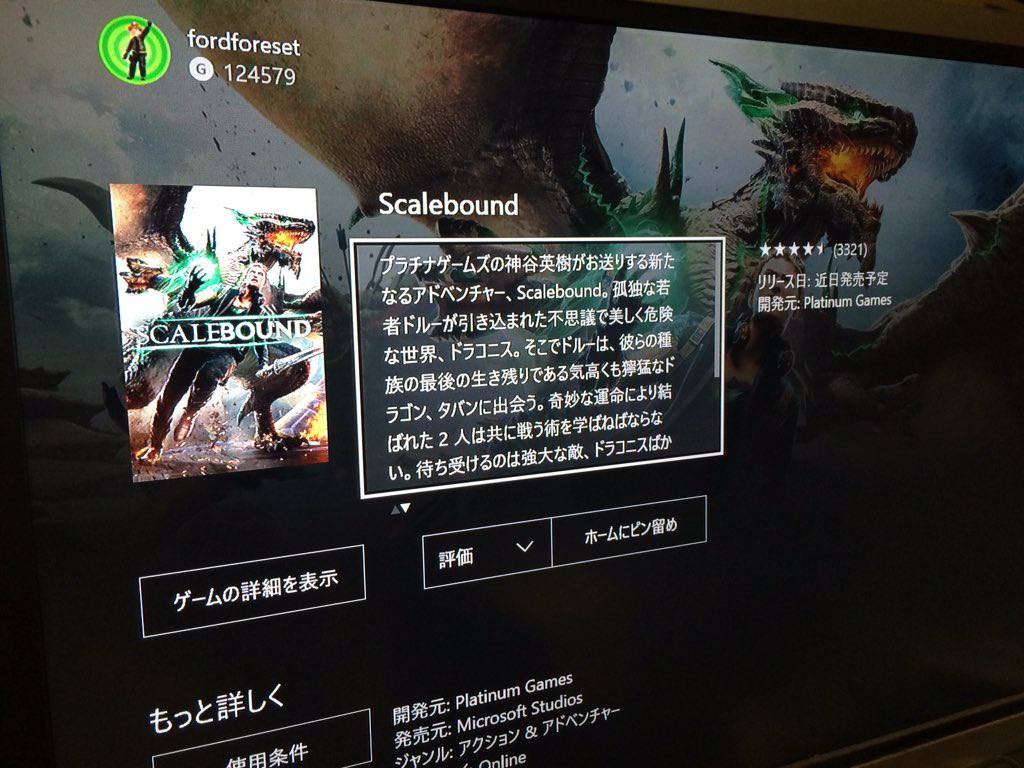 fordforeset
G 124579
Scalebound
SCALEBOUND
プラチナゲームズの神谷英樹がお送りする新た
なるアドベンチャー、Scalebound。孤独な若
者ドルーが引き込まれた不思議で美しく危険
な世界、ドラコニス。そこでドルーは、彼らの種
族の最後の生き残りである気高くも獰猛なド
ラゴン、タバンに出会う。奇妙な運命により結
ばれた 2 人は共に戦う術を学ばねばならな
い。待ち受けるのは強大な敵、ドラコニスばか
(3321)
リリース日: 近日発売予定
開発元: Platinum Games
評価
ホームにピン留め
ゲームの詳細を表示
もっと詳しく
使用条件
開発元: Platinum Games
発売元: Microsoft Studios
ジャンル: アクション & アドベンチャー
Online